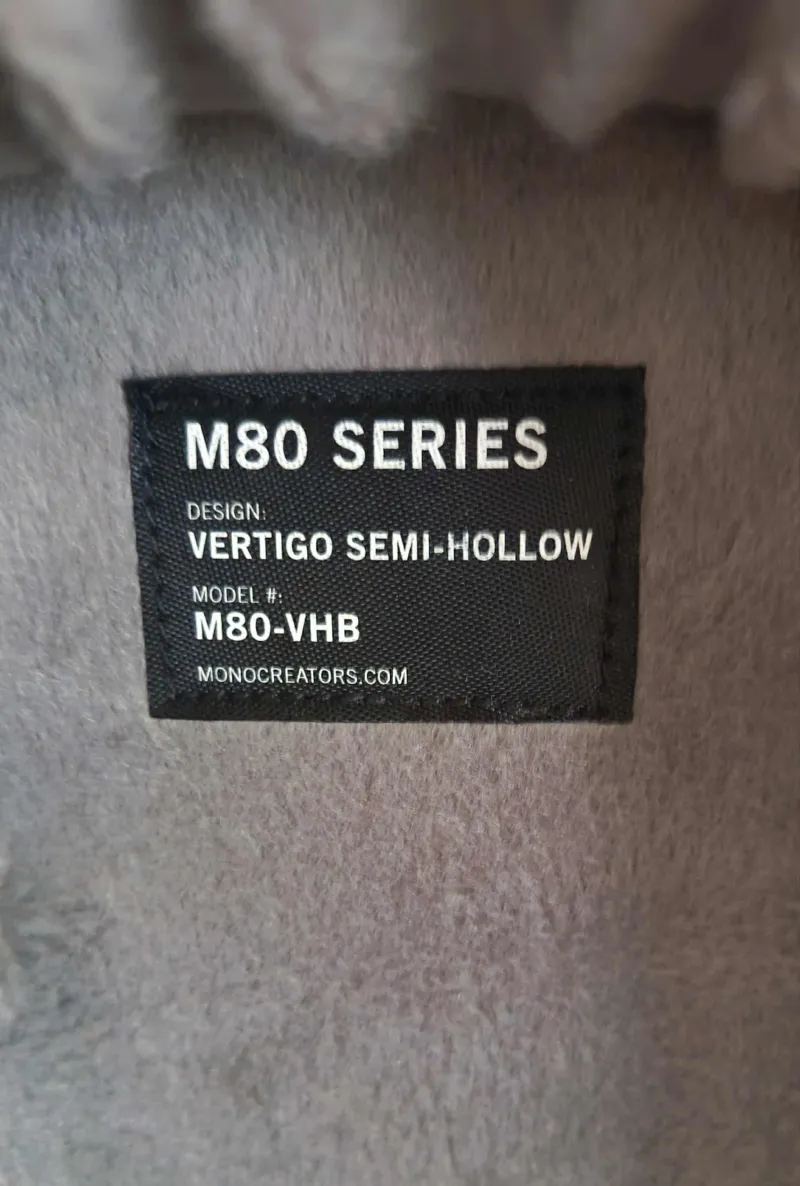 M80 SERIES
DESIGN:
VERTIGO SEMI-HOLLOW
MODEL #:
M80-VHB
MONOCREATORS.COM